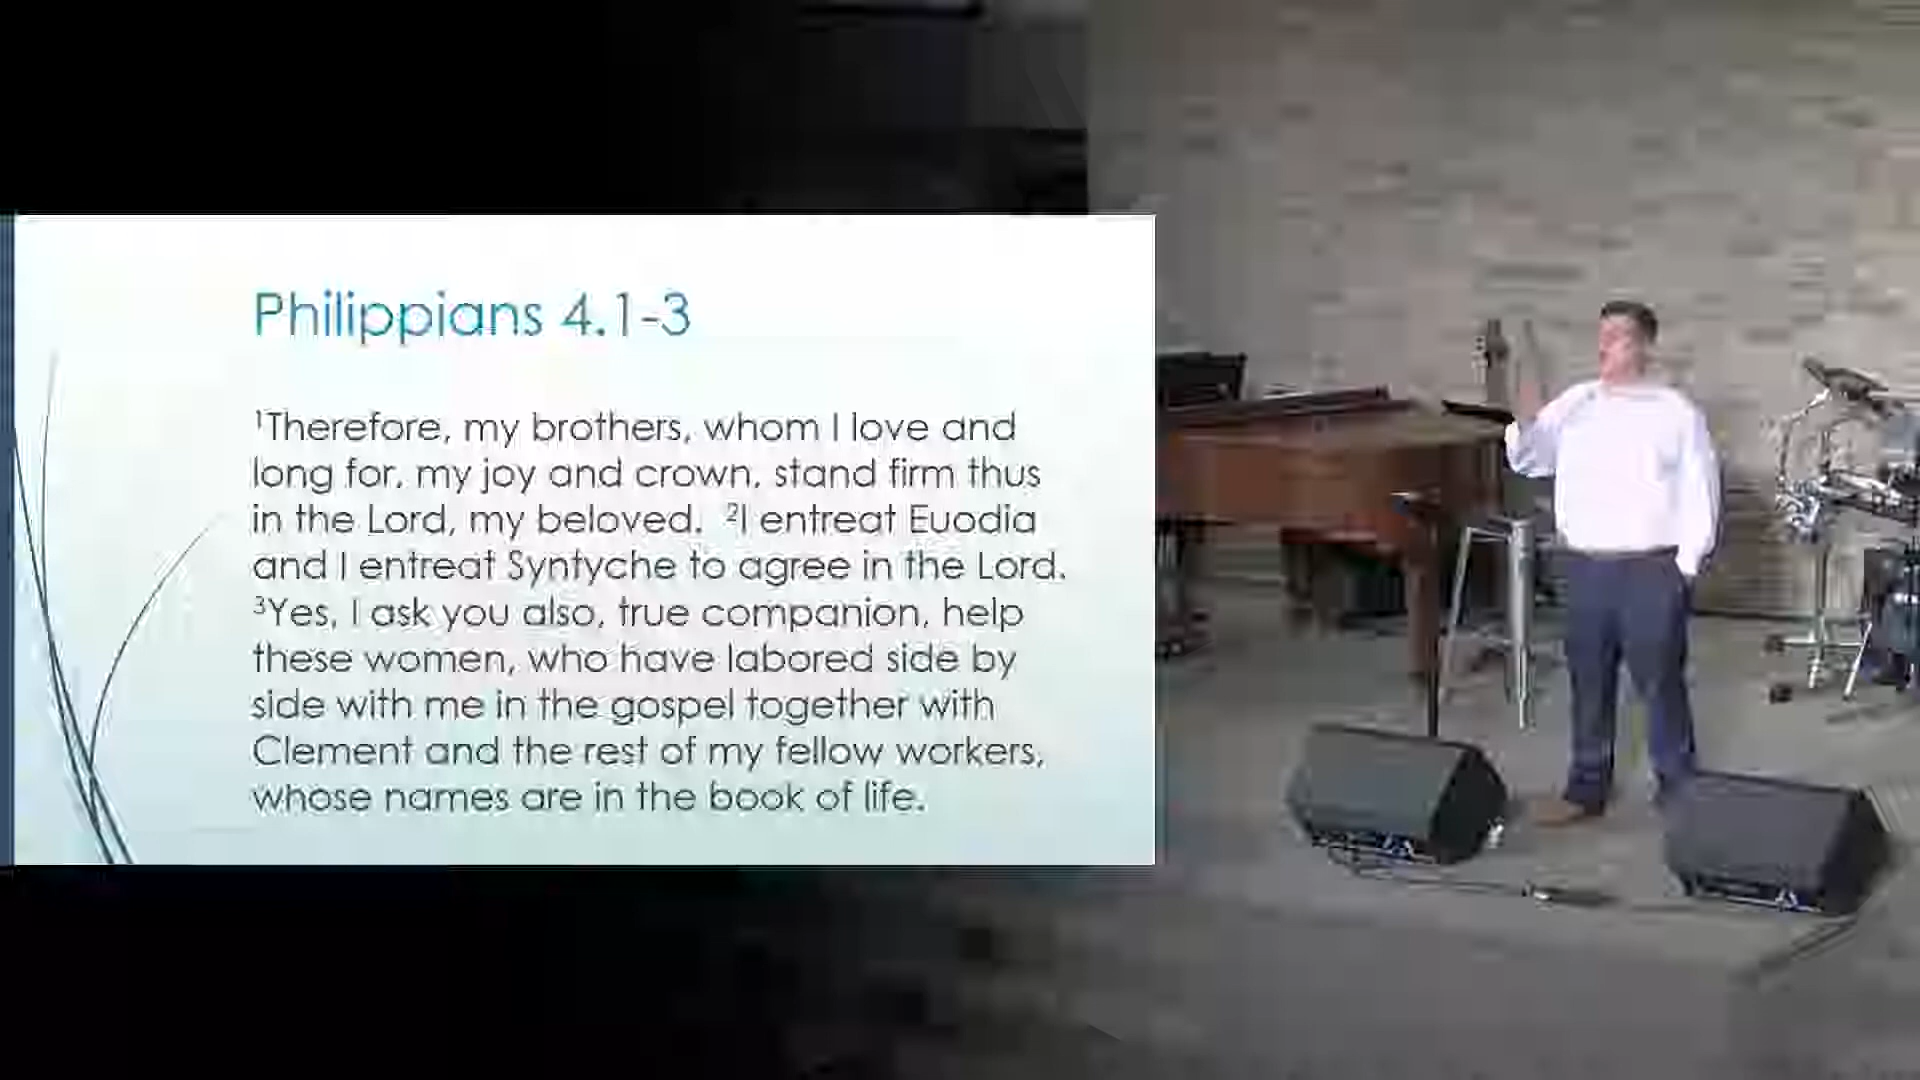 Philippians 4.1-3
¹Therefore, my brothers, whom I love and
long for, my joy and crown, stand firm thus
in the Lord, my beloved. ²I entreat Euodia
and I entreat Syntyche to agree in the Lord.
³Yes, I ask you also, true companion, help
these women, who have labored side by
side with me in the gospel together with
Clement and the rest of my fellow workers,
whose names are in the book of life.